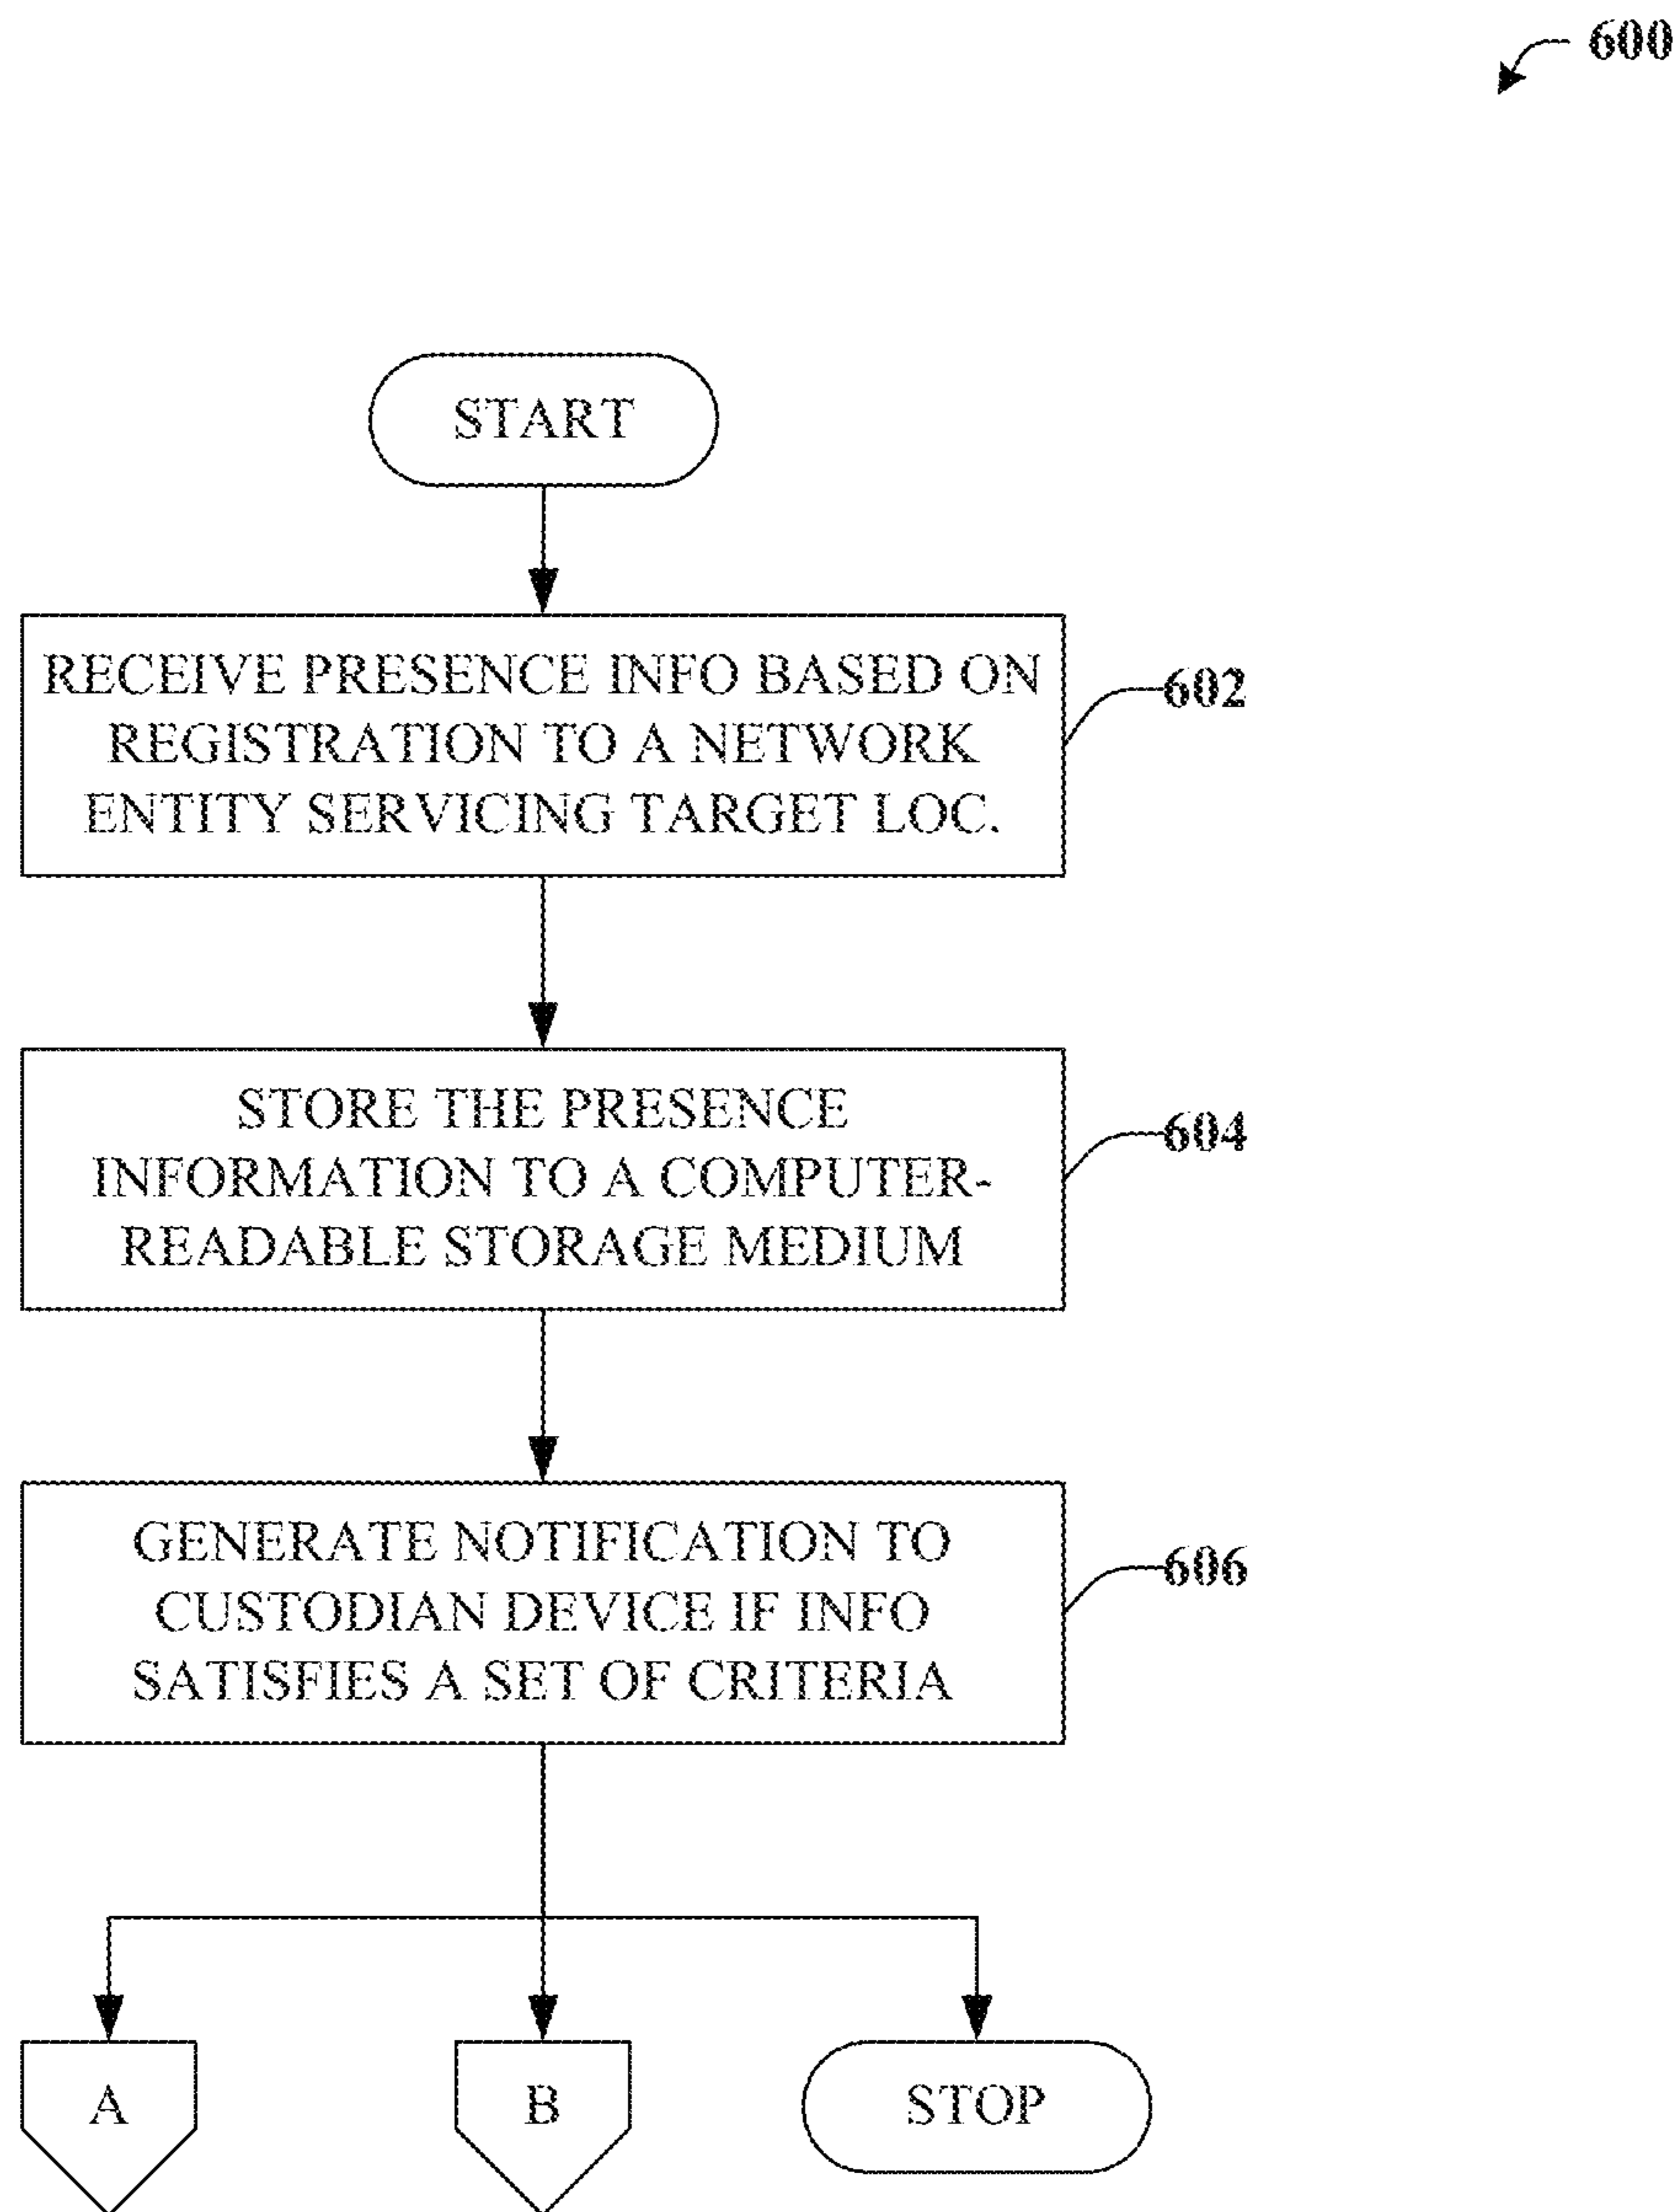 600
START
RECEIVE PRESENCE INFO BASED ON
REGISTRATION TO A NETWORK
ENTITY SERVICING TARGET LOC.
602
STORE THE PRESENCE
INFORMATION TO A COMPUTER-
READABLE STORAGE MEDIUM
604
GENERATE NOTIFICATION TO
CUSTODIAN DEVICE IF INFO
SATISFIES A SET OF CRITERIA
606
A
B
STOP